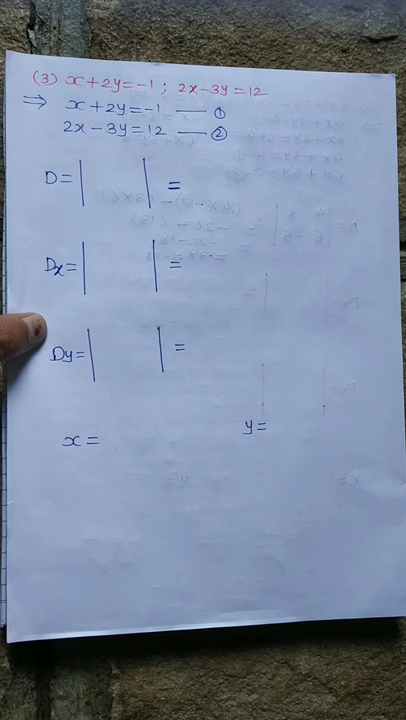 (3) x+2y=-1 ; 2x-3y=12
⇒ x+2y=-1 — ①
2x-3y=12 — ②
D= | | =
Dx= | | =
Dy= | | =
x= y=